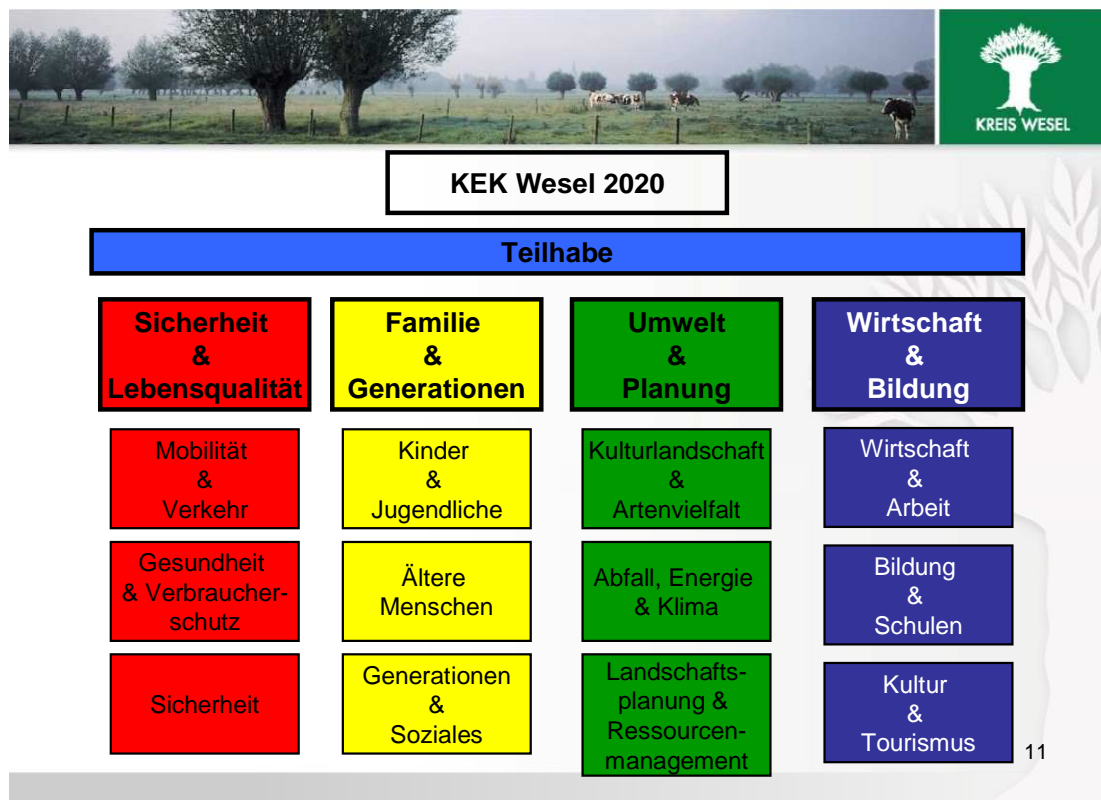 KREIS WESEL
KEK Wesel 2020
Teilhabe
Sicherheit
&
Lebensqualität
Familie
&
Generationen
Umwelt
&
Planung
Wirtschaft
&
Bildung
Mobilität
&
Verkehr
Kinder
&
Jugendliche
Kulturlandschaft
&
Artenvielfalt
Wirtschaft
&
Arbeit
Gesundheit
& Verbraucher-
schutz
Ältere
Menschen
Abfall, Energie
& Klima
Bildung
&
Schulen
Sicherheit
Generationen
&
Soziales
Landschafts-
planung &
Ressourcen-
management
Kultur
&
Tourismus
11